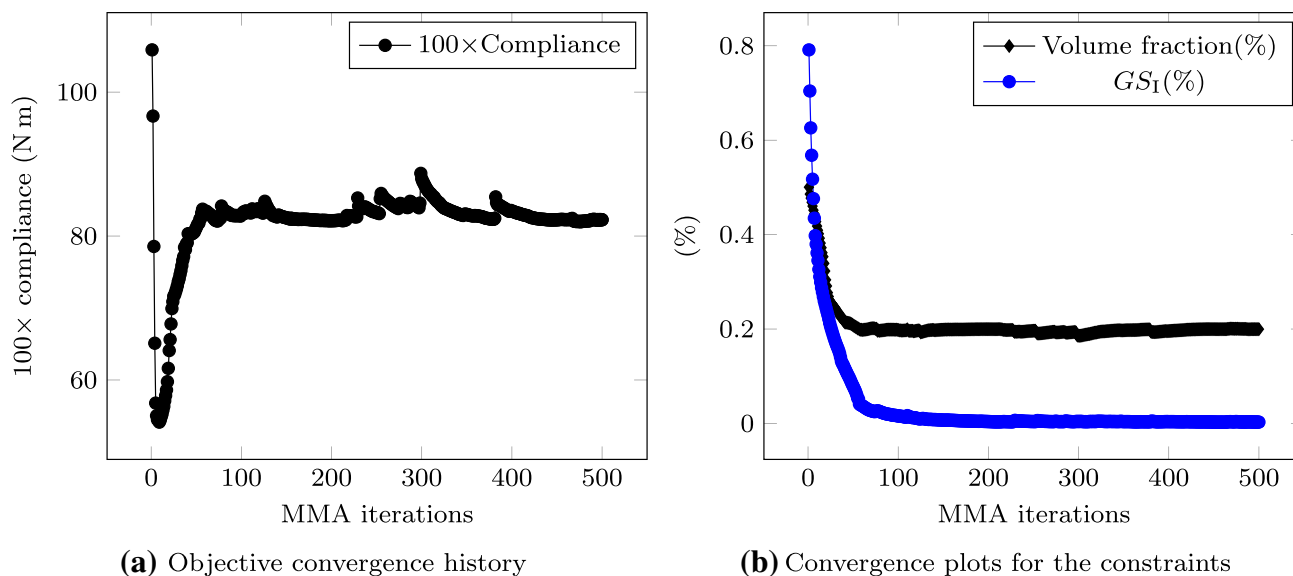 100×Compliance
100
80
60
100× compliance (N m)
0 100 200 300 400 500
MMA iterations
(a) Objective convergence history
Volume fraction(%)
GS_I(%)
0.8
0.6
0.4
0.2
0
(%)
0 100 200 300 400 500
MMA iterations
(b) Convergence plots for the constraints